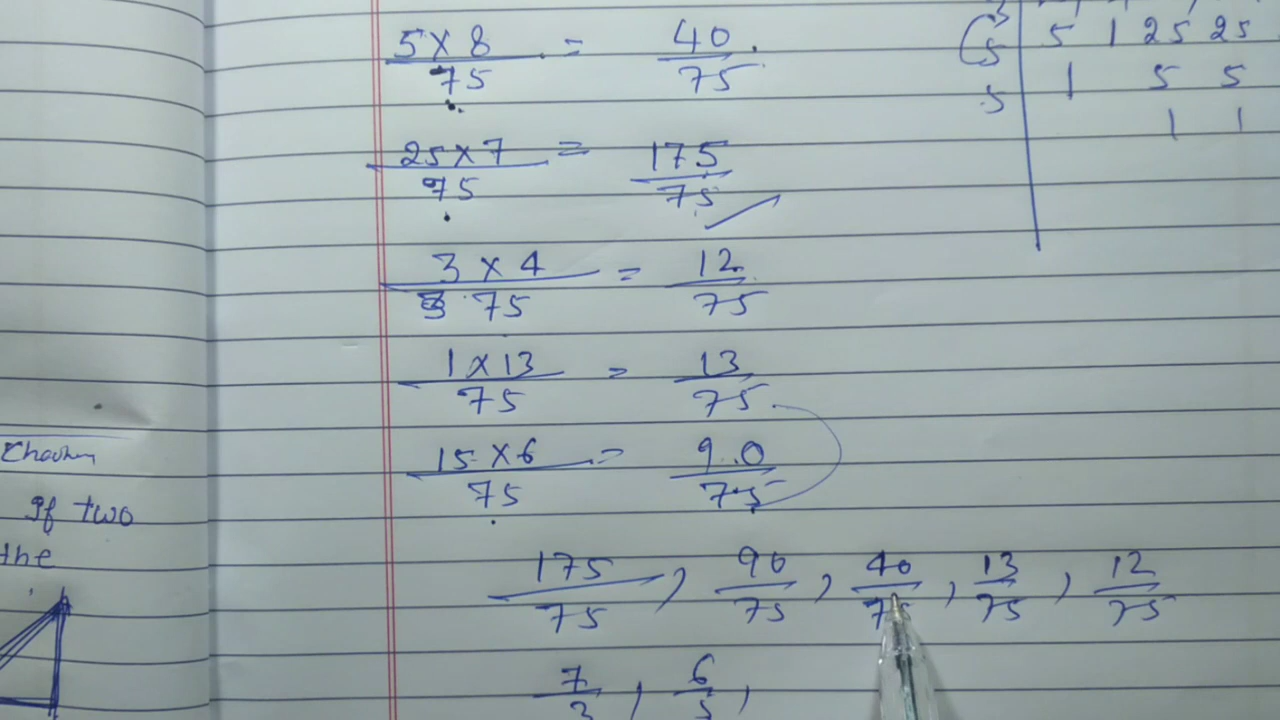 5 × 8 / 75 = 40 / 75
25 × 7 / 75 = 175 / 75
3 × 4 / 75 = 12 / 75
1 × 13 / 75 = 13 / 75
15 × 6 / 75 = 90 / 75
175 / 75 , 90 / 75 , 40 / 75 , 13 / 75 , 12 / 75
7 / 3 , 6 / 5 ,
5 5 1 25 25
5 1 5 5
1 1
If two
the